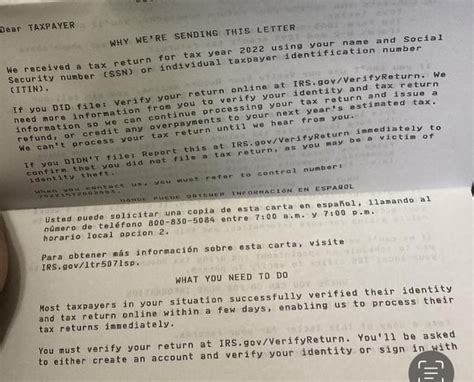 Dear TAXPAYER
WHY WE'RE SENDING THIS LETTER
We received a tax return for tax year 2022 using your name and Social
Security number (SSN) or individual taxpayer identification number
(ITIN).
If you DID file: Verify your return online at IRS.gov/VerifyReturn. We
need more information from you to verify your identity and tax return
information so we can continue processing your tax return and issue a
refund, or credit any overpayments to your next year's estimated tax.
We can't process your tax return until we hear from you.
If you DIDN'T file: Report this at IRS.gov/VerifyReturn immediately to
confirm that you did not file a tax return, as you may be a victim of
identity theft.
When you contact us, you must refer to control number:
DÓNDE PUEDE OBTENER INFORMACIÓN EN ESPAÑOL
Usted puede solicitar una copia de esta carta en español, llamando al
número de teléfono 800-830-5084 entre 7:00 a.m. y 7:00 p.m.
horario local opcion 2.
Para obtener más información sobre esta carta, visite
IRS.gov/ltr5071sp.
WHAT YOU NEED TO DO
Most taxpayers in your situation successfully verified their identity
and tax return online within a few days, enabling us to process their
tax returns immediately.
You must verify your return at IRS.gov/VerifyReturn. You'll be asked
to either create an account and verify your identity or sign in with